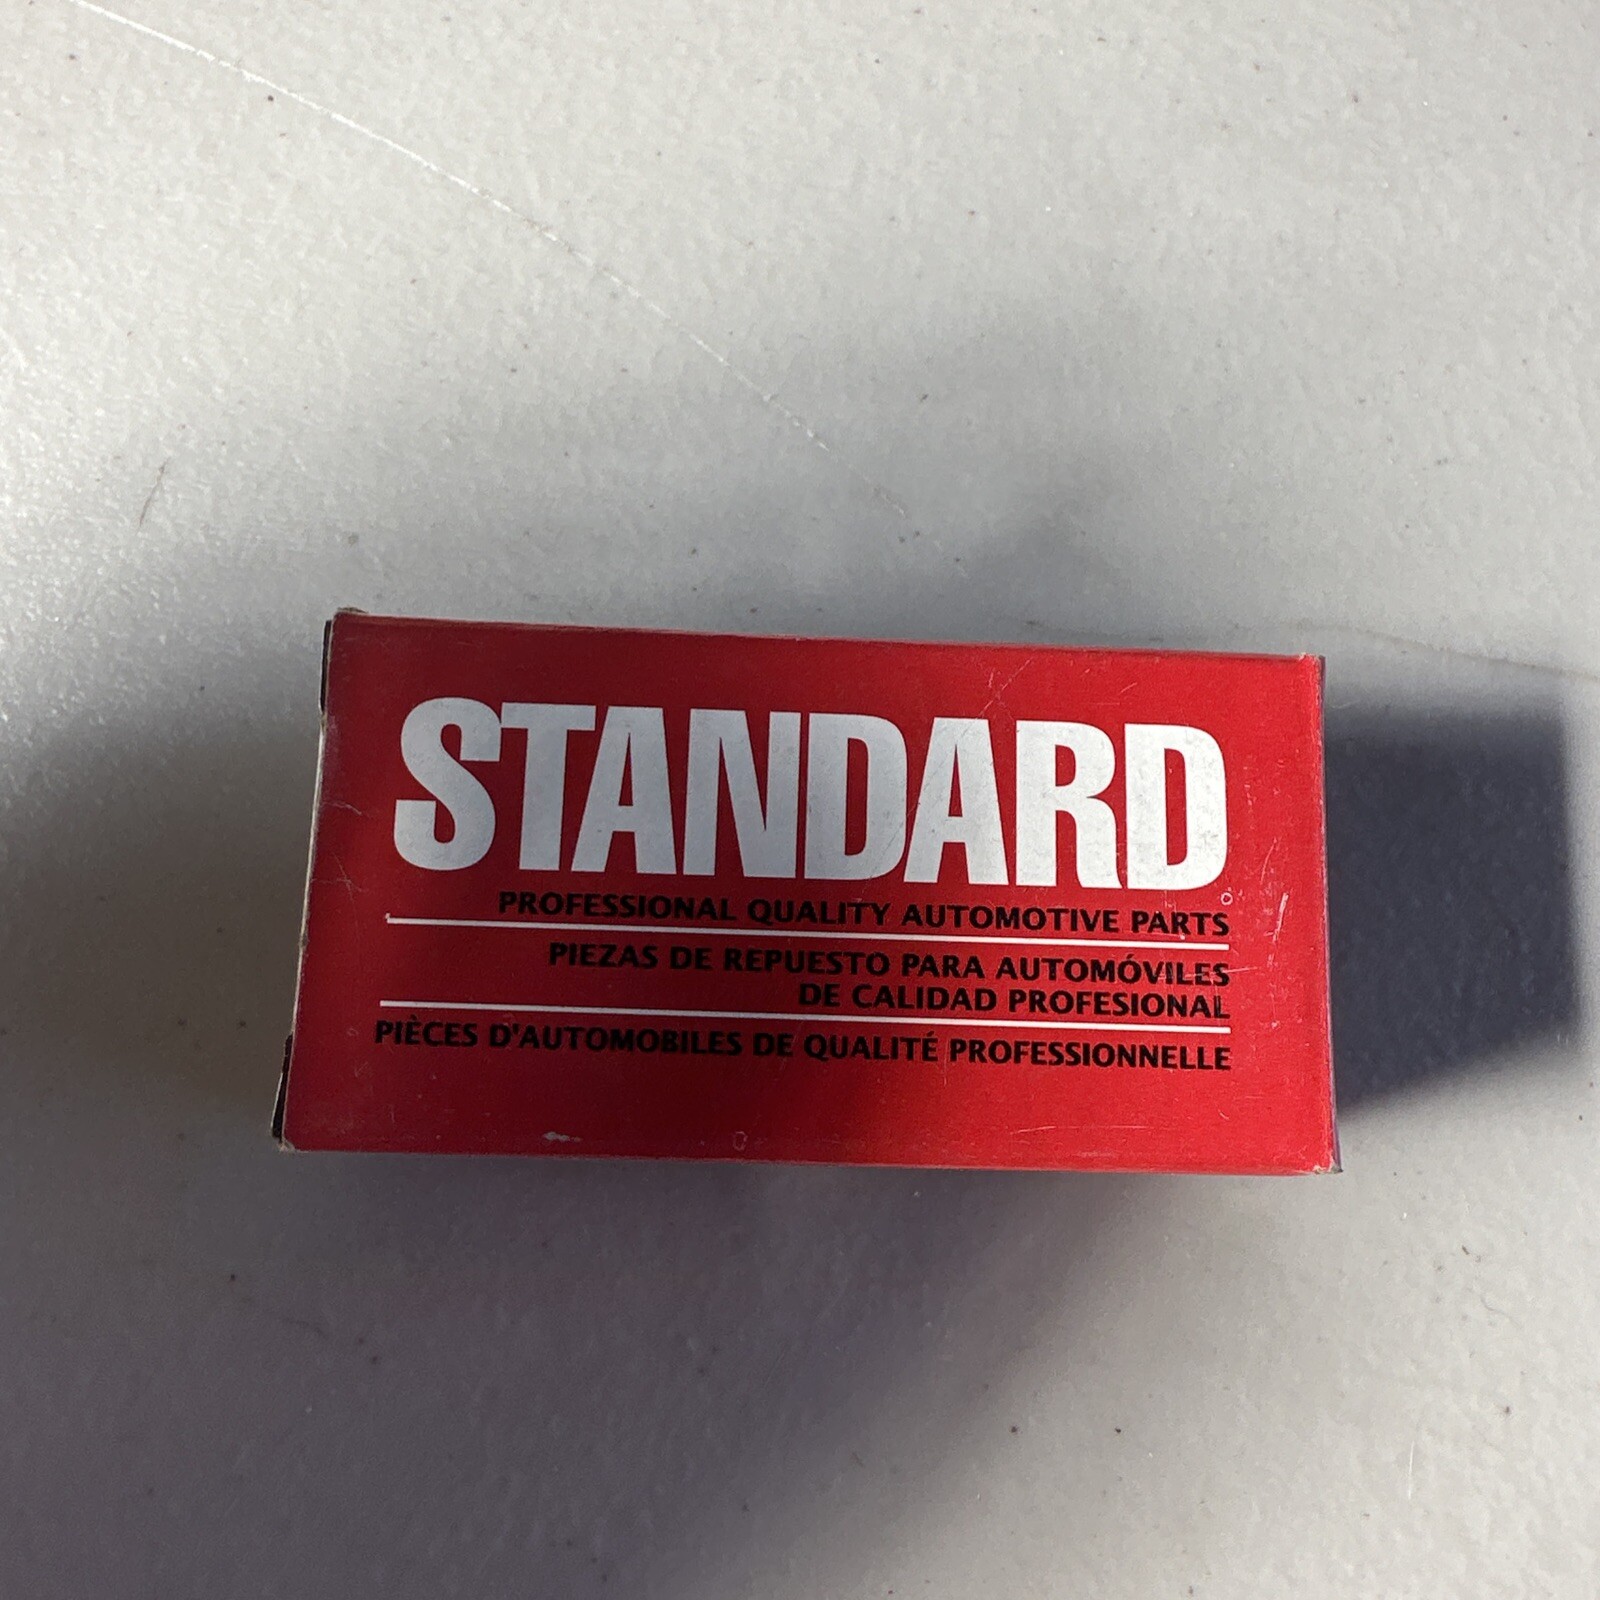 STANDARD
PROFESSIONAL QUALITY AUTOMOTIVE PARTS
PIEZAS DE REPUESTO PARA AUTOMÓVILES
DE CALIDAD PROFESIONAL
PIÈCES D'AUTOMOBILES DE QUALITÉ PROFESSIONNELLE